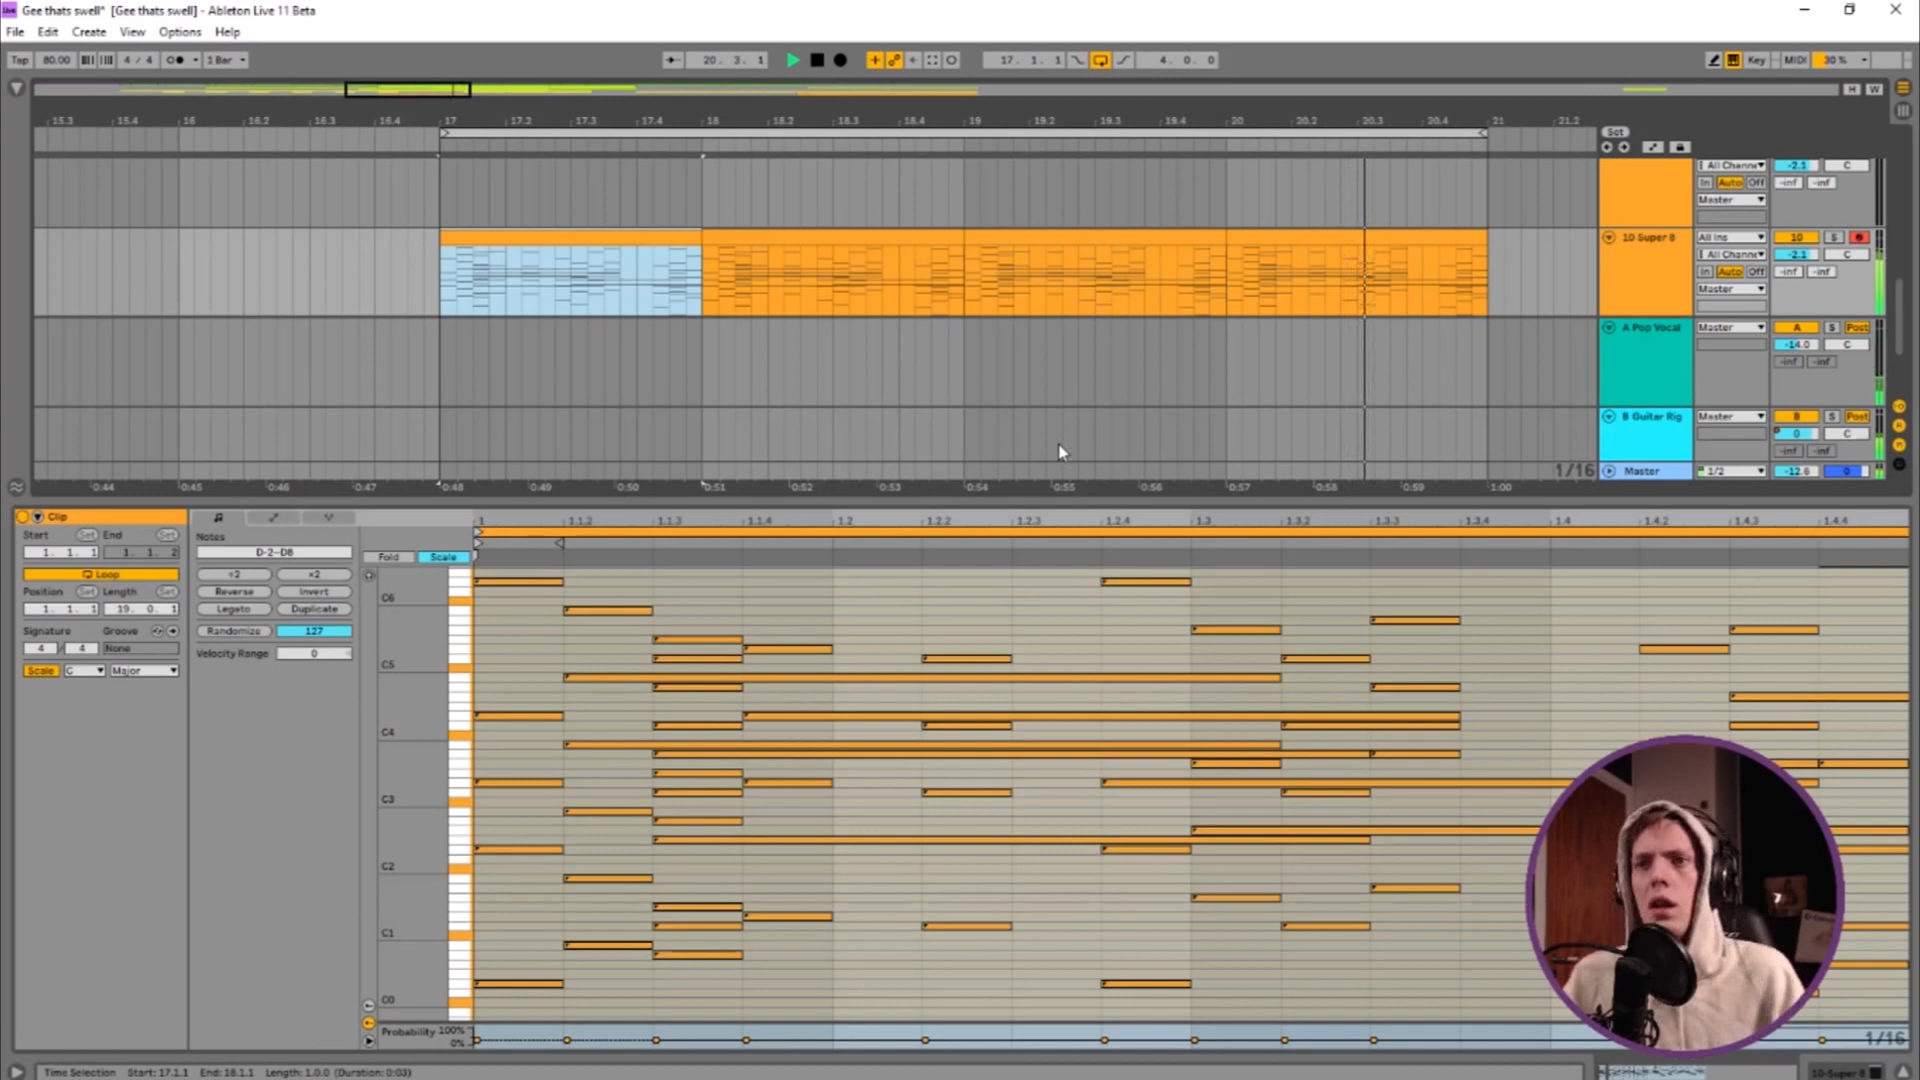 Live Gee thats swell* [Gee thats swell] - Ableton Live 11 Beta
File Edit Create View Options Help
Tap 80.00 4 / 4 1 Bar 20. 3. 1 17. 1. 1 4. 0. 0 Key MIDI 30 %
H W
15.3 15.4 16 16.2 16.3 16.4 17 17.2 17.3 17.4 18 18.2 18.3 18.4 19 19.2 19.3 19.4 20 20.2 20.3 20.4 21 21.2
Set
All Channe -2.1 C
In Auto Off -inf -inf
Master
10 Super 8 All Ins 10 S
All Channe -2.1 C
In Auto Off -inf -inf
Master
A Pop Vocal Master A S Post
-14.0 C
-inf -inf
B Guitar Rig Master B S Post
0 C
-inf -inf
1/16 Master 1/2 -12.6 0
0:44 0:46 0:47 0:48 0:49 0:50 0:51 0:52 0:53 0:54 0:55 0:56 0:57 0:58 0:59 1:00
Clip
Start Set End Set
1. 1. 1 1. 1. 2
Loop
Position Set Length Set
1. 1. 1 19. 0. 1
Signature Groove
4 / 4 None
Scale C Major
Notes
D-2-D8
÷2 ×2
Reverse Invert
Legato Duplicate
Randomize 127
Velocity Range 0
1 1.1.2 1.1.3 1.1.4 1.2 1.2.2 1.2.3 1.2.4 1.3 1.3.2 1.3.3 1.3.4 1.4 1.4.2 1.4.3 1.4.4
Fold Scale
C6
C5
C4
C3
C2
C1
C0
Probability 100%
0%
1/16
Time Selection Start: 17.1.1 End: 18.1.1 Length: 1.0.0 (Duration: 0:03)
10-Super 8